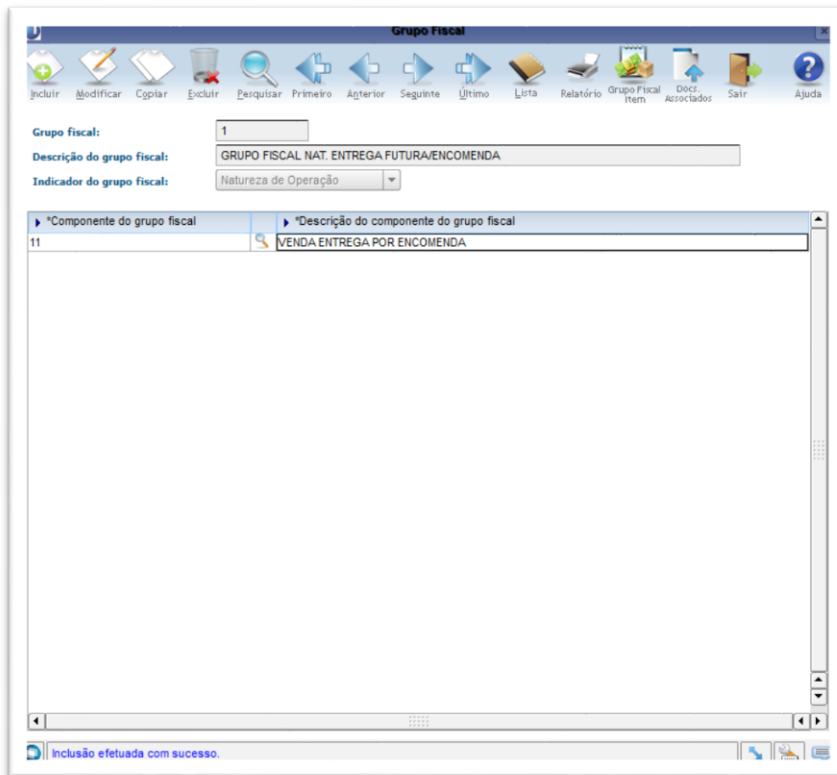 Grupo Fiscal
Incluir Modificar Copiar Excluir Pesquisar Primeiro Anterior Seguinte Último Lista Relatório Grupo Fiscal Item Docs. Associados Sair Ajuda
Grupo fiscal: 1
Descrição do grupo fiscal: GRUPO FISCAL NAT. ENTREGA FUTURA/ENCOMENDA
Indicador do grupo fiscal: Natureza de Operação
*Componente do grupo fiscal *Descrição do componente do grupo fiscal
11 VENDA ENTREGA POR ENCOMENDA
Inclusão efetuada com sucesso.